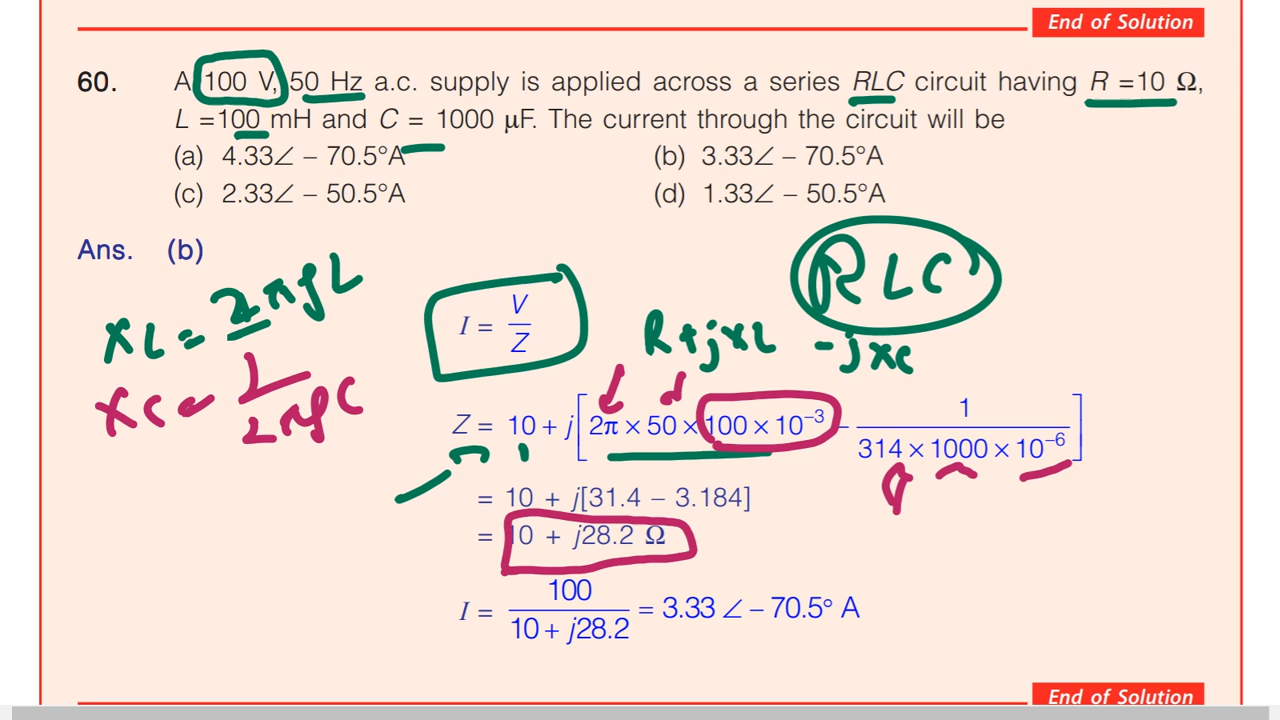 End of Solution
60. A 100 V, 50 Hz a.c. supply is applied across a series RLC circuit having R =10 Ω,
L =100 mH and C = 1000 μF. The current through the circuit will be
(a) 4.33∠ – 70.5°A (b) 3.33∠ – 70.5°A
(c) 2.33∠ – 50.5°A (d) 1.33∠ – 50.5°A
Ans. (b)
RLC
XL = 2πfL
I = V/Z
R+jXL -jXC
XC = 1/2πfC
Z = 10 + j[2π × 50 × 100 × 10⁻³ – 1/(314 × 1000 × 10⁻⁶)]
= 10 + j[31.4 – 3.184]
= 10 + j28.2 Ω
I = 100/(10 + j28.2) = 3.33 ∠ – 70.5° A
End of Solution